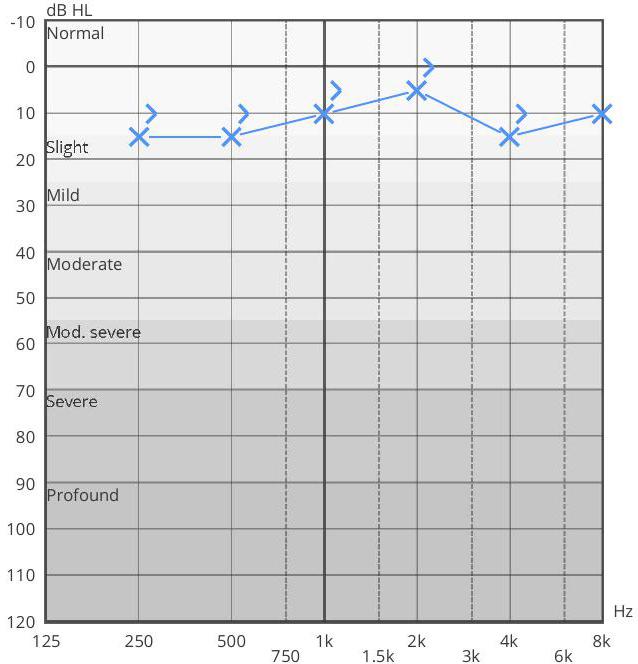 dB HL
-10
Normal
0
10
Slight
20
Mild
30
40
Moderate
50
Mod. severe
60
70
Severe
80
90
Profound
100
110
120
Hz
125 250 500 1k 2k 4k 8k
750 1.5k 3k 6k